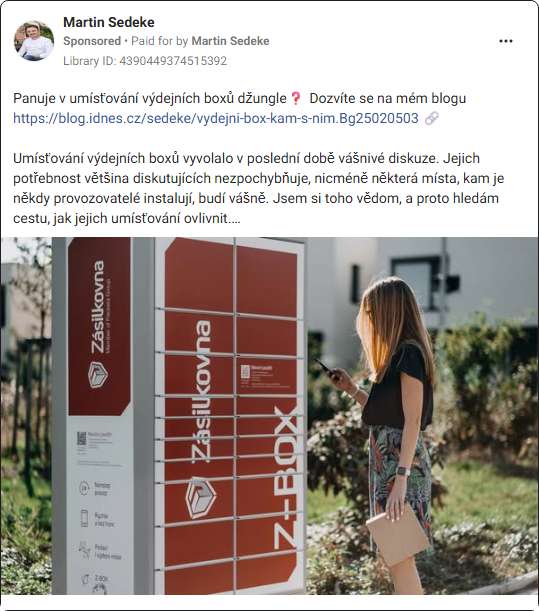 Martin Sedeke
Sponsored • Paid for by Martin Sedeke
Library ID: 4390449374515392
Panuje v umísťování výdejních boxů džungle❓ Dozvíte se na mém blogu
https://blog.idnes.cz/sedeke/vydejni-box-kam-s-nim.Bg25020503 🔗
Umísťování výdejních boxů vyvolalo v poslední době vášnivé diskuze. Jejich
potřebnost většina diskutujících nezpochybňuje, nicméně některá místa, kam je
někdy provozovatelé instalují, budí vášně. Jsem si toho vědom, a proto hledám
cestu, jak jejich umísťování ovlivnit....
Zásilkovna
Zásilkovna
Z-BOX
Z-BOX